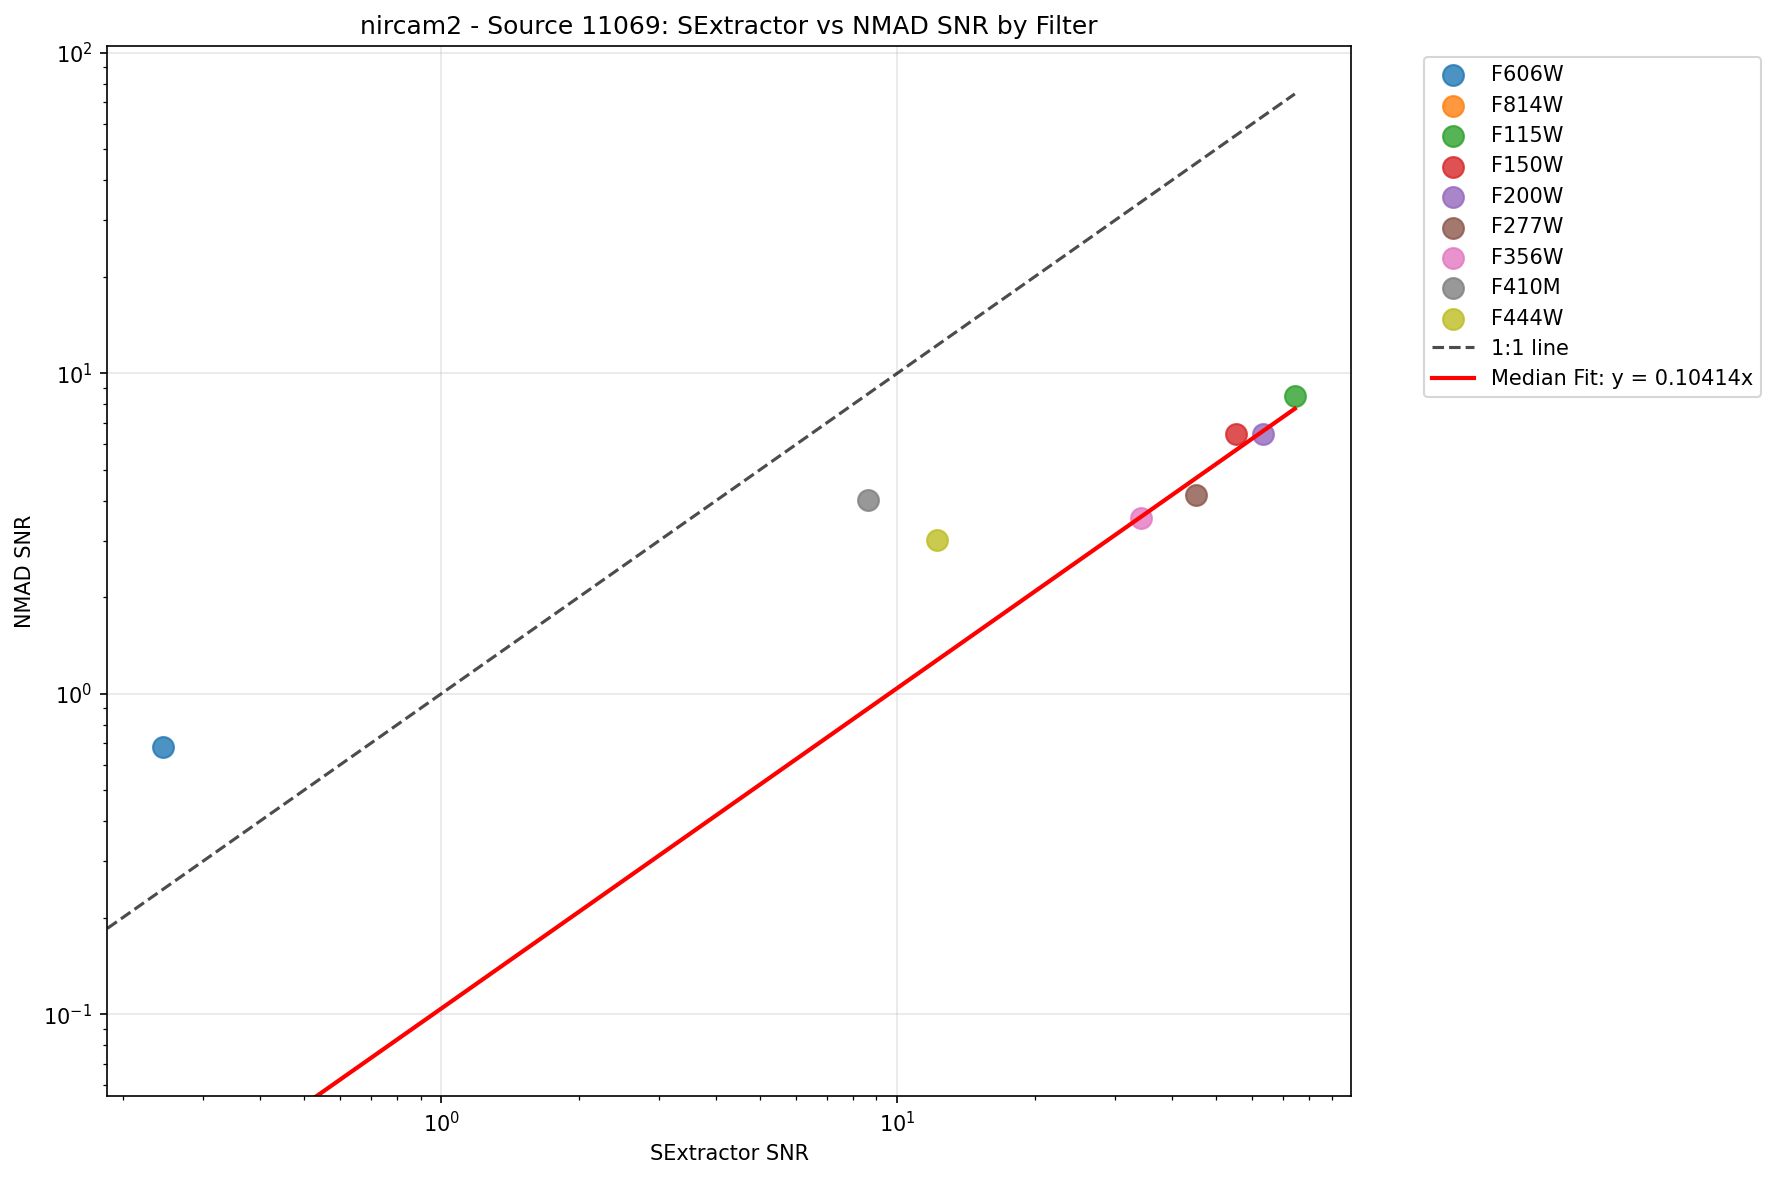 nircam2 - Source 11069: SExtractor vs NMAD SNR by Filter
10²
10¹
10⁰
10⁻¹
NMAD SNR
10⁰
10¹
SExtractor SNR
F606W
F814W
F115W
F150W
F200W
F277W
F356W
F410M
F444W
1:1 line
Median Fit: y = 0.10414x